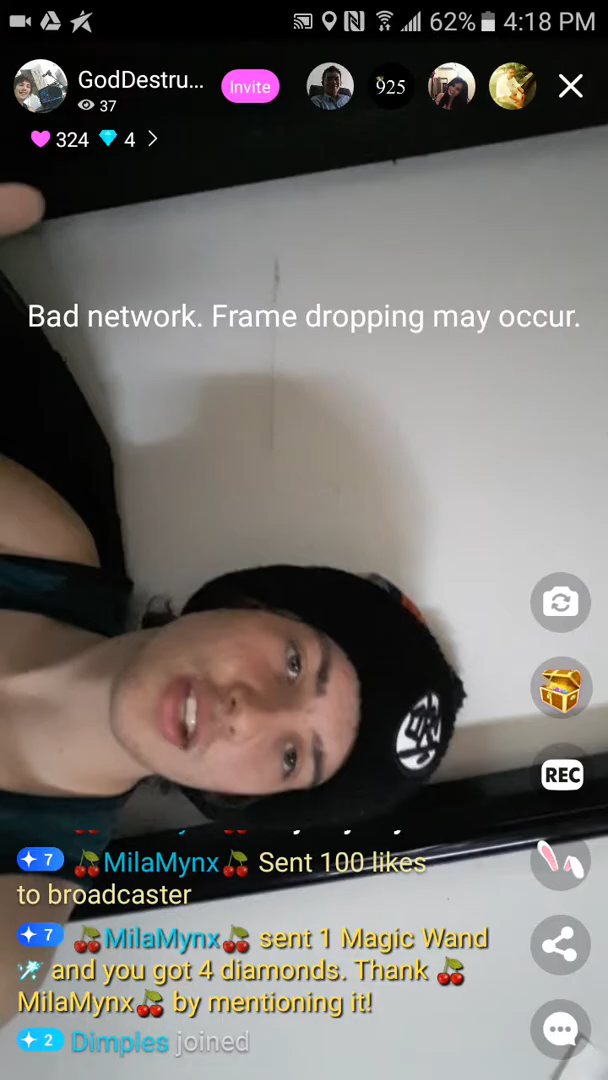 62% 4:18 PM
GodDestru... Invite 925
37
324 4
Bad network. Frame dropping may occur.
REC
7 🍒MilaMynx🍒 Sent 100 likes
to broadcaster
7 🍒MilaMynx🍒 sent 1 Magic Wand
and you got 4 diamonds. Thank 🍒
MilaMynx🍒 by mentioning it!
2 Dimples joined